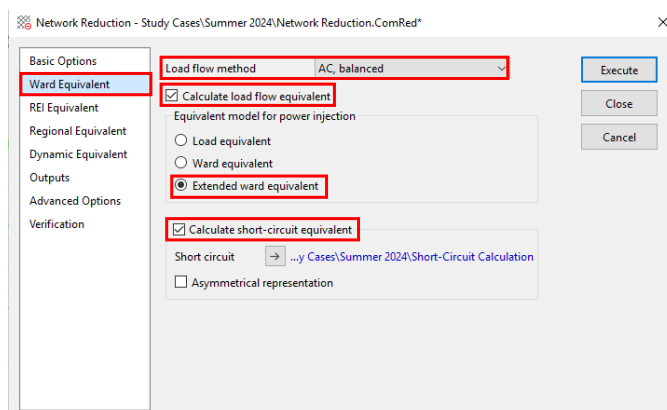 Network Reduction - Study Cases\Summer 2024\Network Reduction.ComRed*
Basic Options
Ward Equivalent
REI Equivalent
Regional Equivalent
Dynamic Equivalent
Outputs
Advanced Options
Verification
Load flow method AC, balanced
Calculate load flow equivalent
Equivalent model for power injection
Load equivalent
Ward equivalent
Extended ward equivalent
Calculate short-circuit equivalent
Short circuit ...y Cases\Summer 2024\Short-Circuit Calculation
Asymmetrical representation
Execute
Close
Cancel